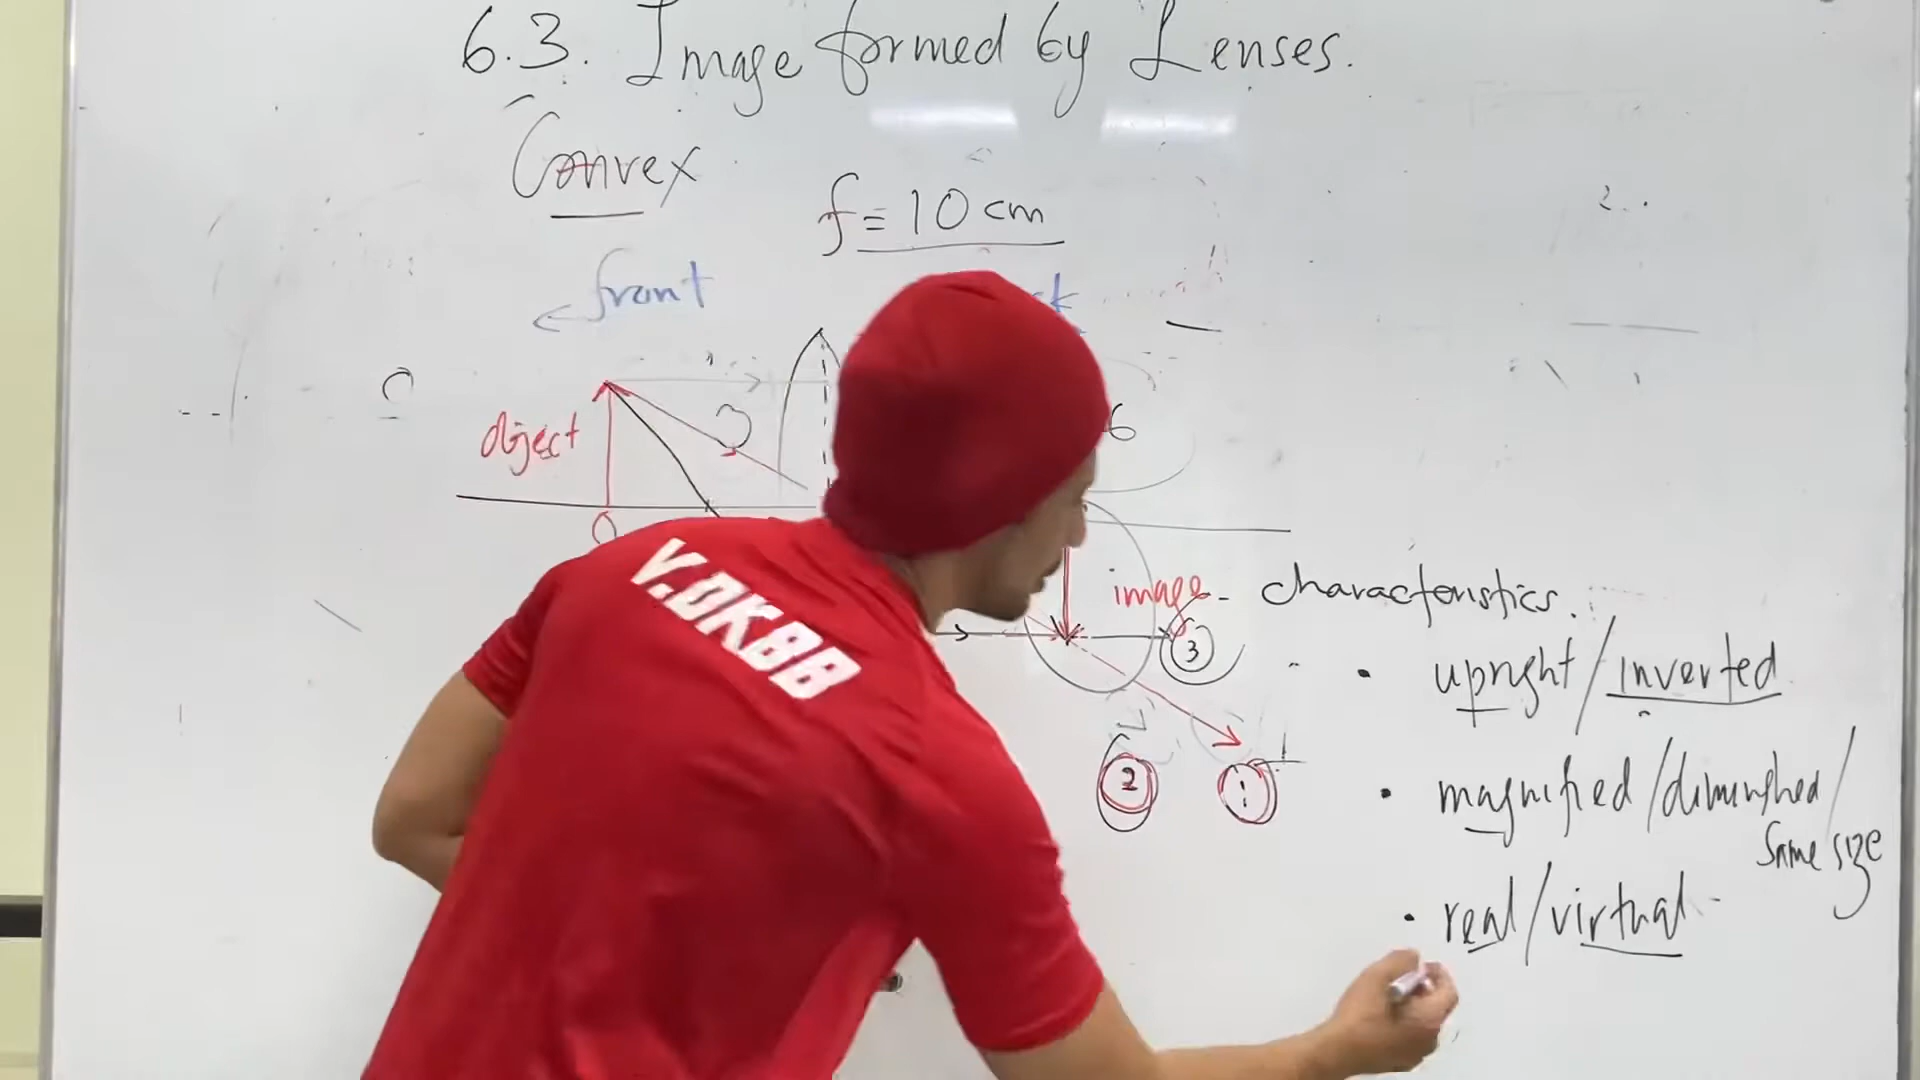 6.3. Image formed by Lenses.
Convex
f = 10 cm
← front
object
O
image - characteristics.
3
• upright / inverted
2
1
• magnified / diminished /
same size
• real / virtual
V.DKBB